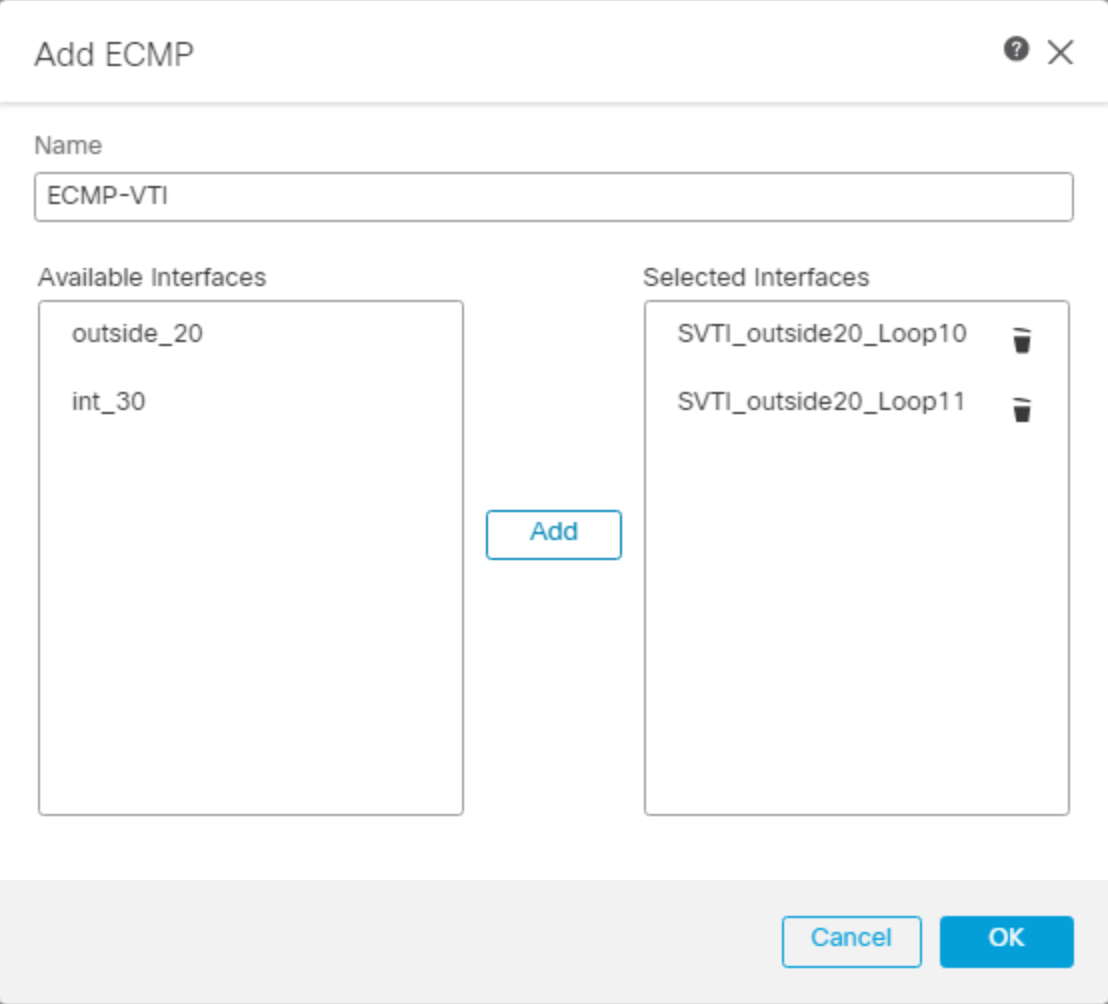 Add ECMP
?
Name
ECMP-VTI
Available Interfaces
outside_20
int_30
Add
Selected Interfaces
SVTI_outside20_Loop10
SVTI_outside20_Loop11
Cancel
OK